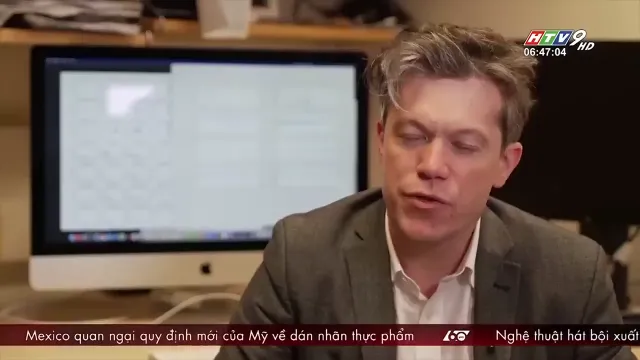 HTV9 HD
06:47:04
Mexico quan ngại quy định mới của Mỹ về dán nhãn thực phẩm
60
Nghệ thuật hát bội xuất